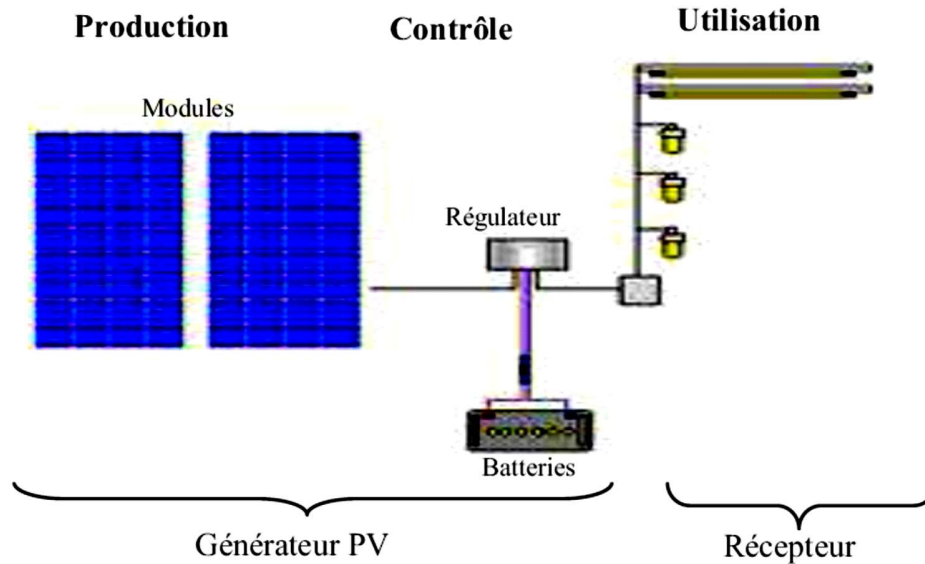 Production
Contrôle
Utilisation
Modules
Régulateur
Batteries
Générateur PV
Récepteur